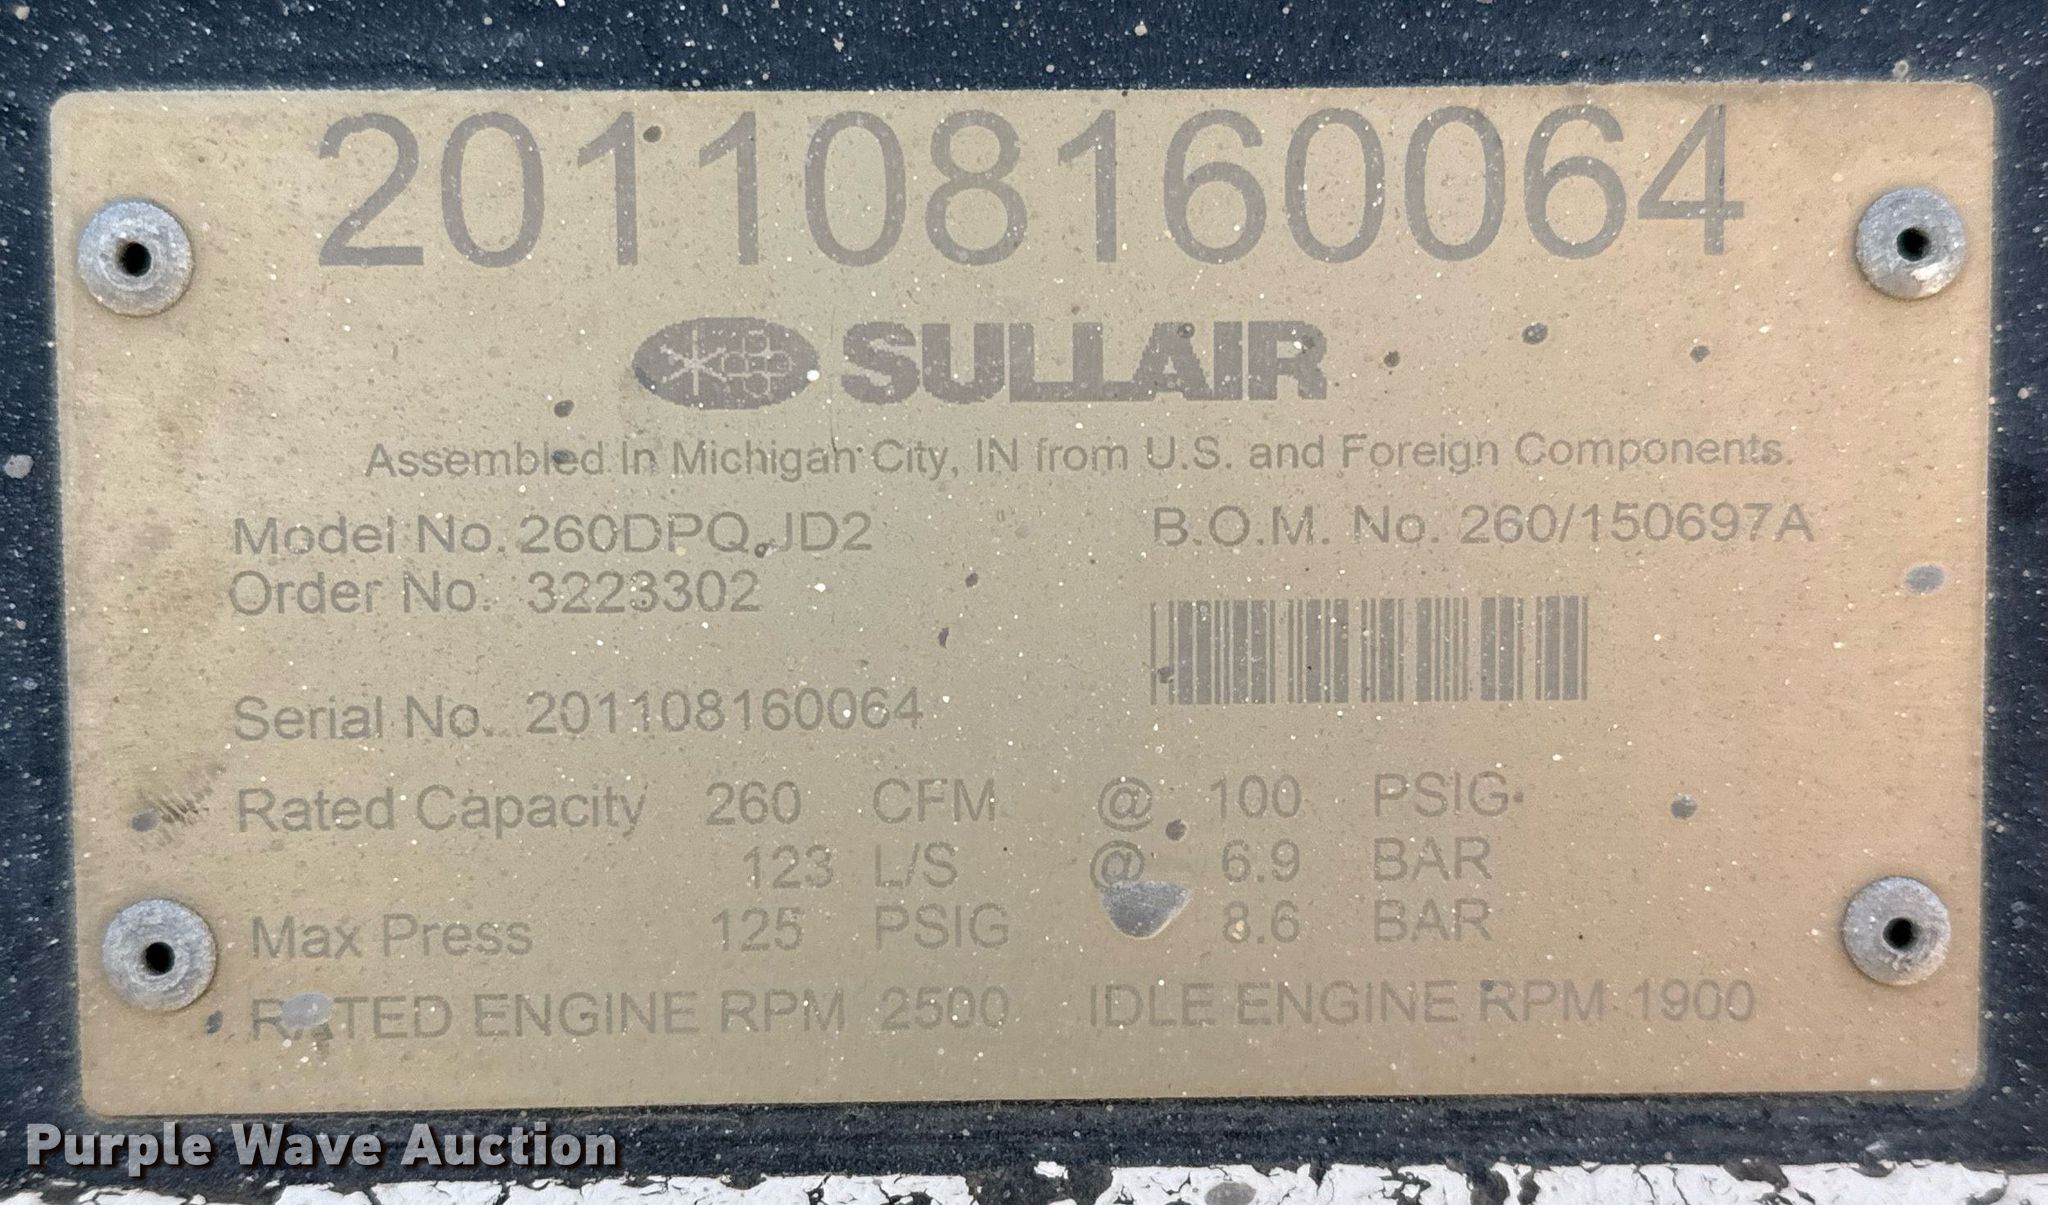 201108160064
SULLAIR
Assembled In Michigan City, IN from U.S. and Foreign Components.
Model No. 260DPQ,JD2 B.O.M. No. 260/150697A
Order No. 3223302
Serial No. 201108160064
Rated Capacity 260 CFM @ 100 PSIG
123 L/S @ 6.9 BAR
Max Press 125 PSIG 8.6 BAR
RATED ENGINE RPM 2500 IDLE ENGINE RPM 1900
Purple Wave Auction